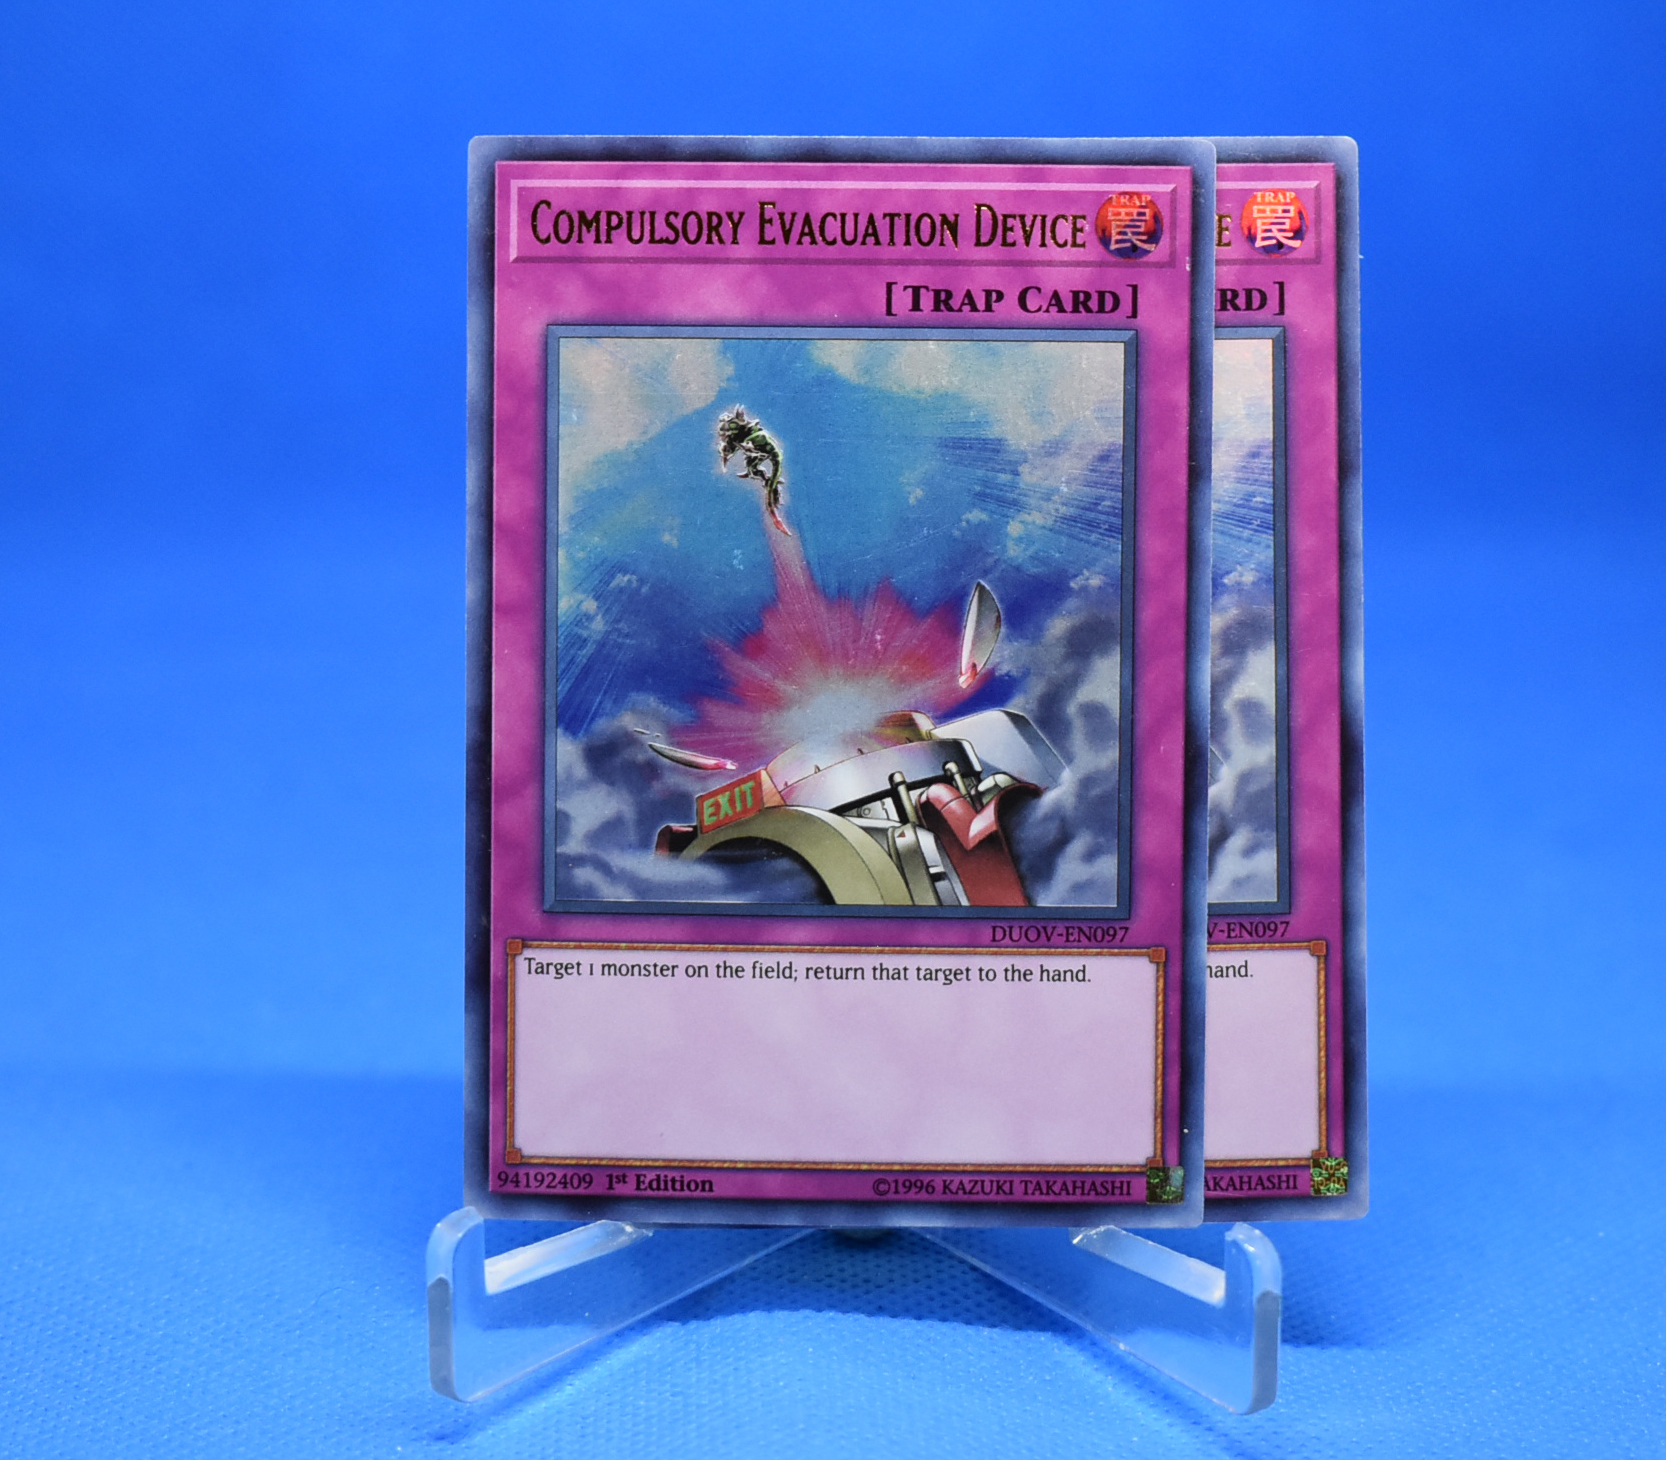 COMPULSORY EVACUATION DEVICE
TRAP
罠
[TRAP CARD]
EXIT
DUOV-EN097
Target 1 monster on the field; return that target to the hand.
94192409 1st Edition
©1996 KAZUKI TAKAHASHI
E
TRAP
罠
RD]
V-EN097
hand.
AKAHASHI